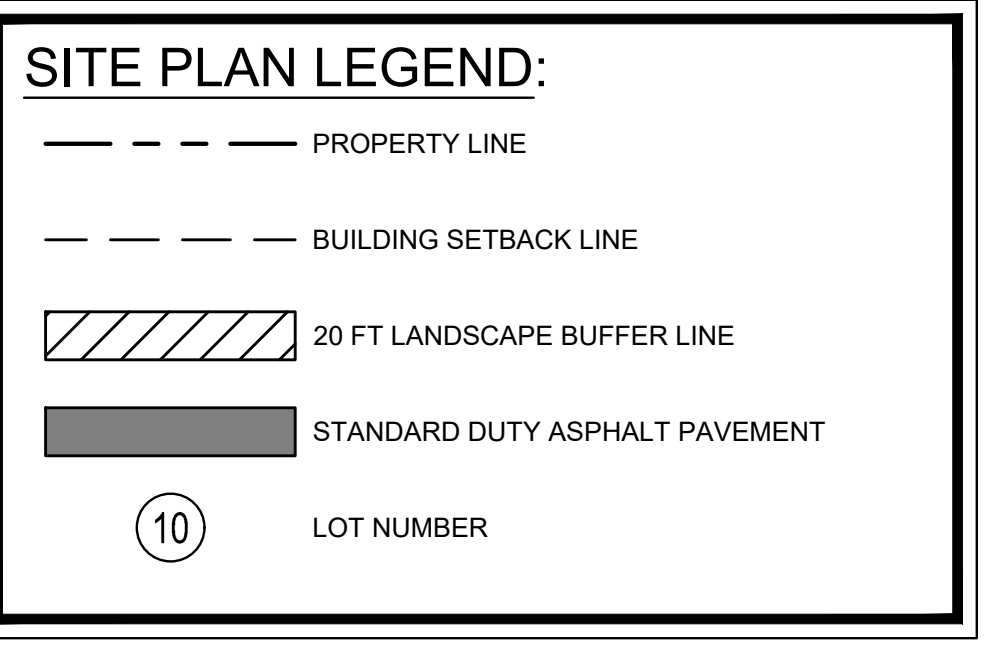 SITE PLAN LEGEND:
PROPERTY LINE
BUILDING SETBACK LINE
20 FT LANDSCAPE BUFFER LINE
STANDARD DUTY ASPHALT PAVEMENT
10 LOT NUMBER